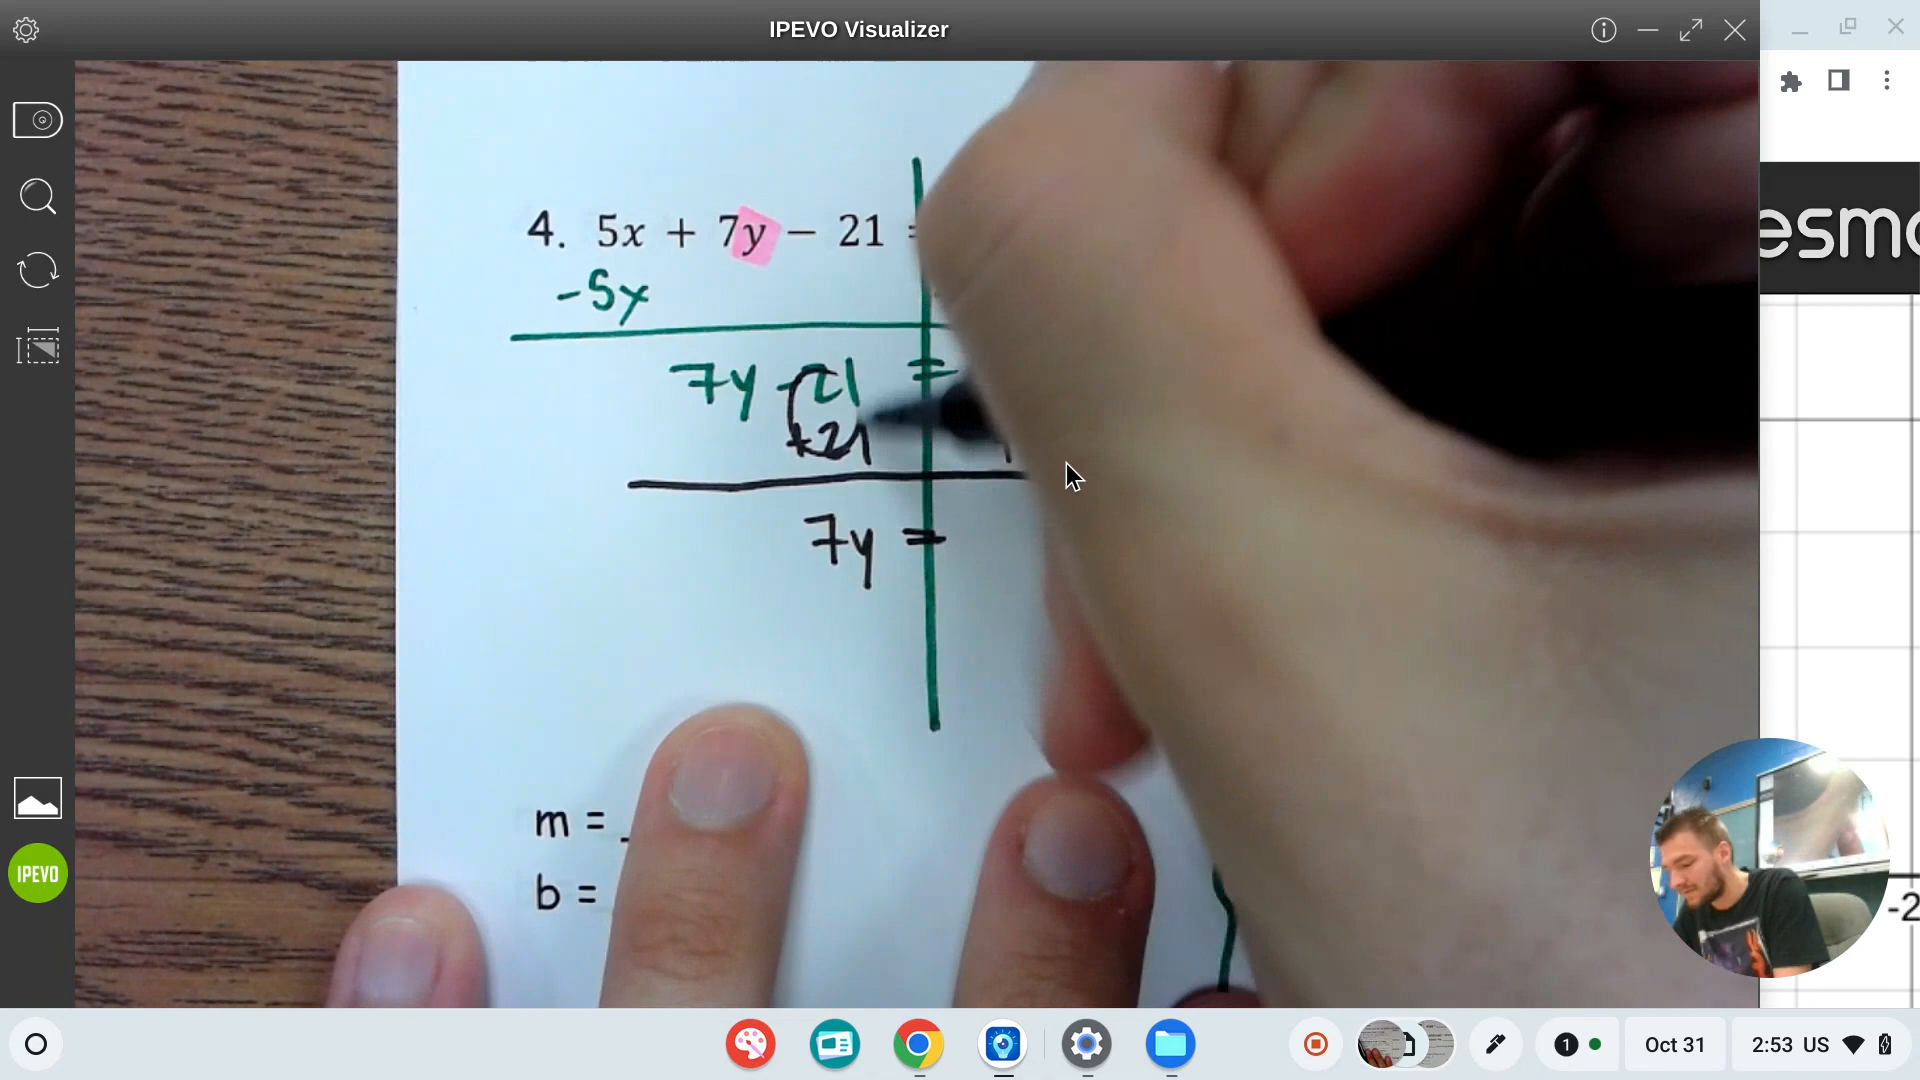 IPEVO Visualizer
4. 5x + 7y − 21 =
-5x
7y - 21 =
+21
7y =
m =
b =
esmo
IPEVO
-2
1
Oct 31
2:53 US